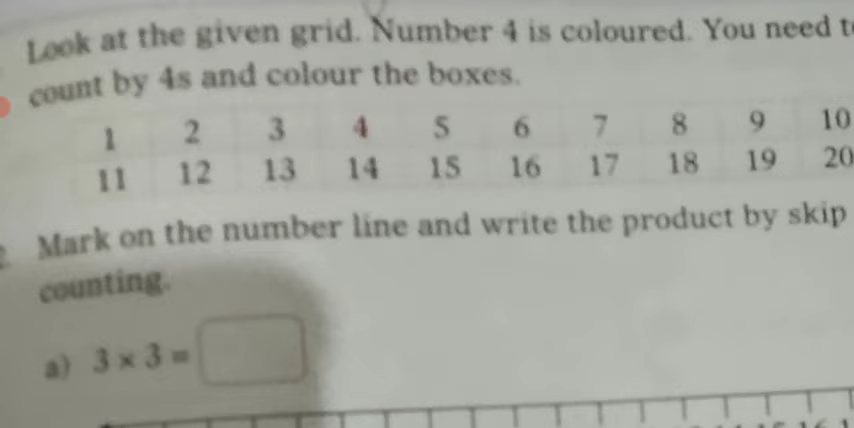 Look at the given grid. Number 4 is coloured. You need
count by 4s and colour the boxes.
1 2 3 4 5 6 7 8 9 10
11 12 13 14 15 16 17 18 19 20
Mark on the number line and write the product by skip
counting.
a) 3 × 3 =